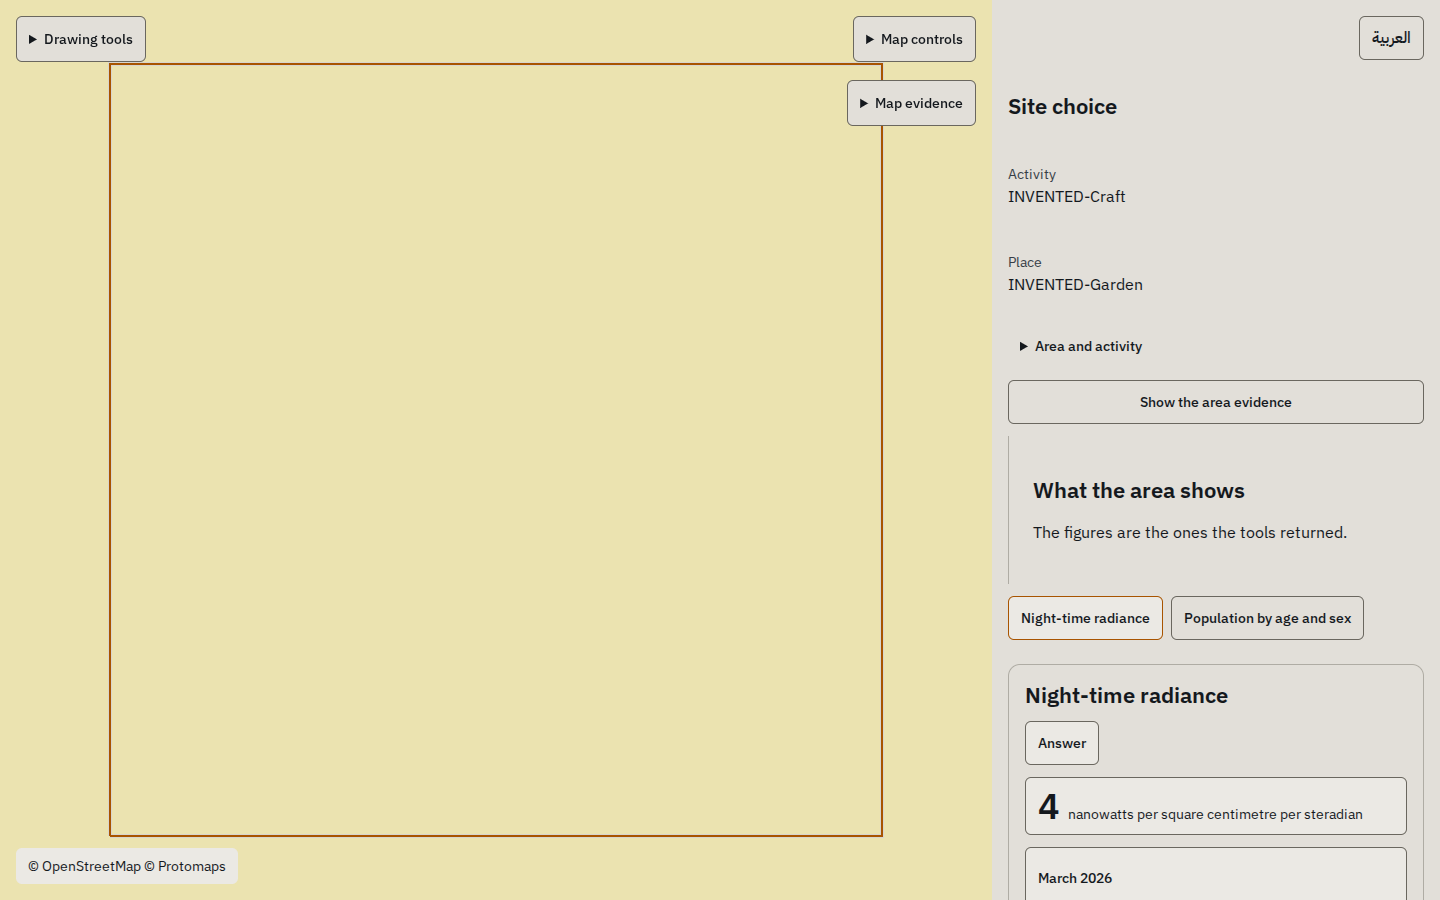 Drawing tools
Map controls
Map evidence
© OpenStreetMap © Protomaps
العربية
Site choice
Activity
INVENTED-Craft
Place
INVENTED-Garden
Area and activity
Show the area evidence
What the area shows
The figures are the ones the tools returned.
Night-time radiance
Population by age and sex
Night-time radiance
Answer
4 nanowatts per square centimetre per steradian
March 2026